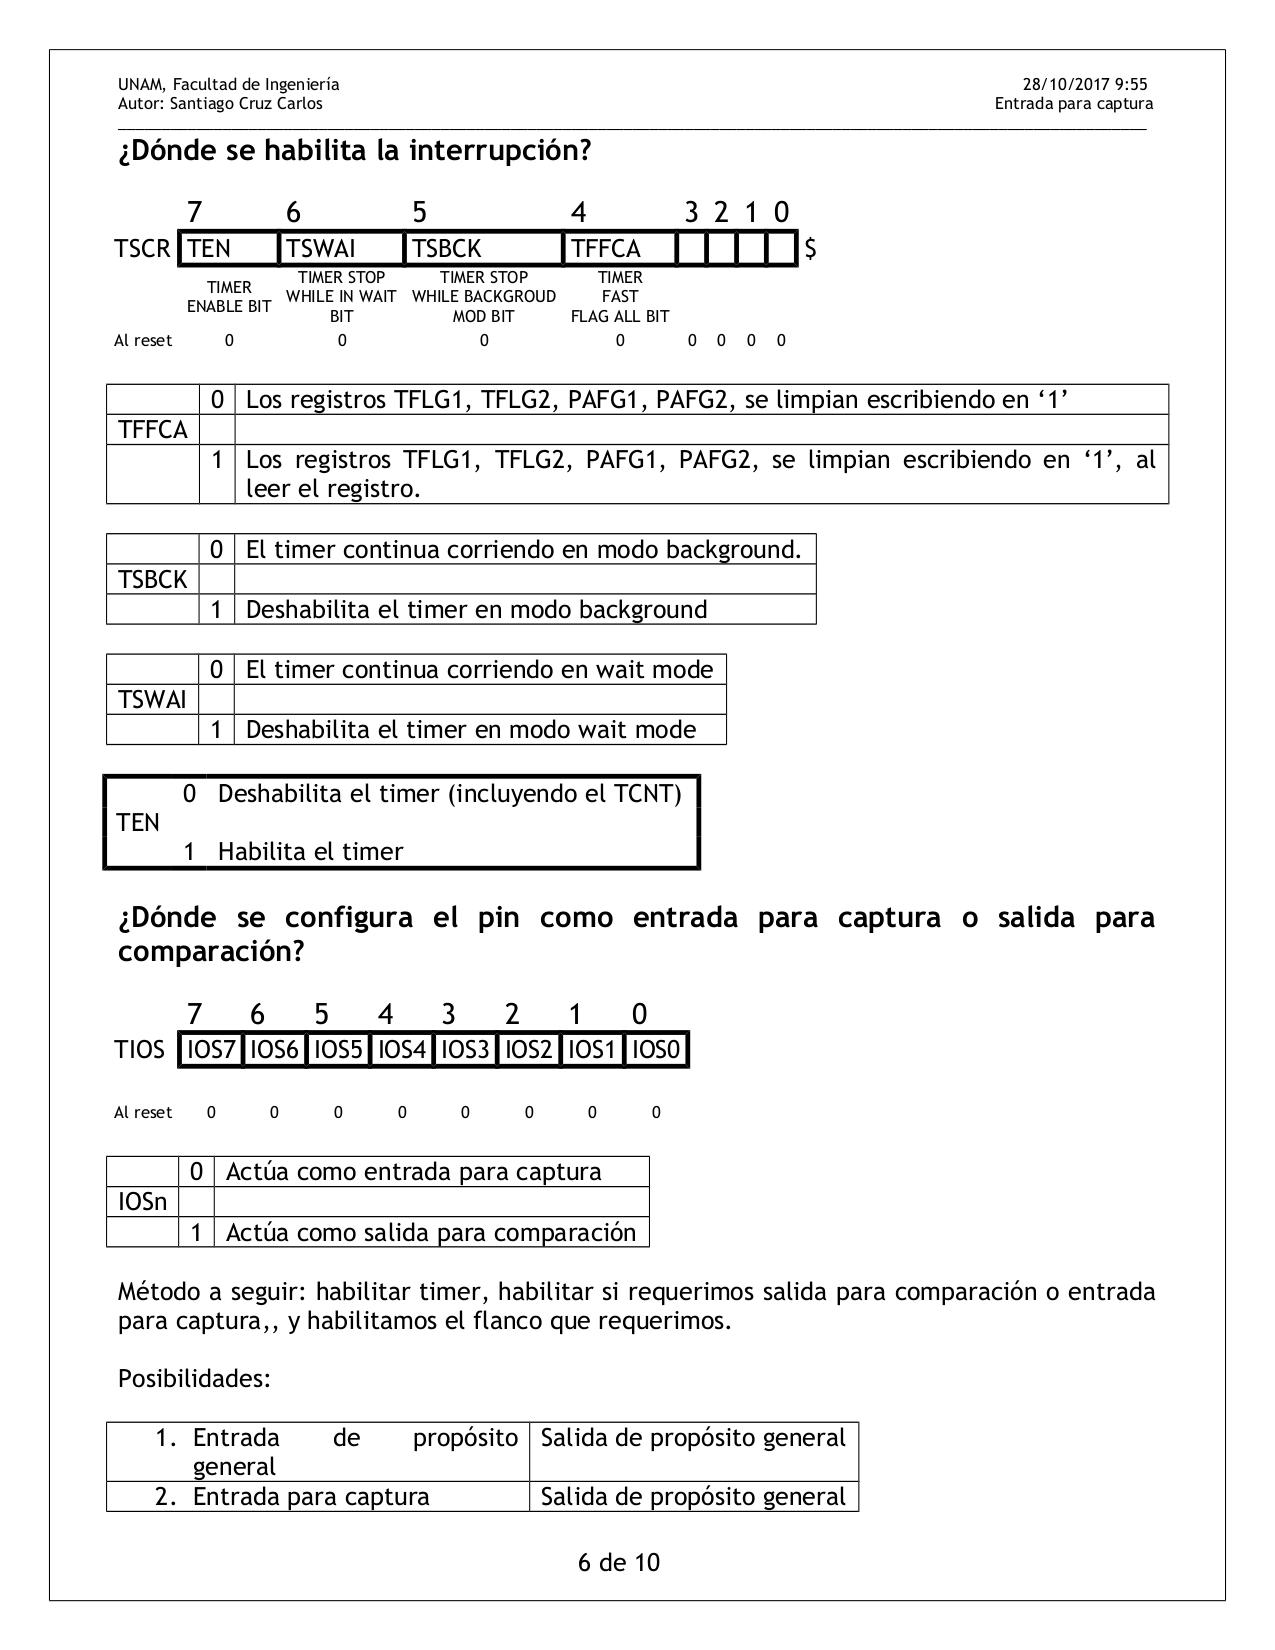 UNAM, Facultad de Ingeniería 28/10/2017 9:55
Autor: Santiago Cruz Carlos Entrada para captura
¿Dónde se habilita la interrupción?
7 6 5 4 3 2 1 0
TSCR TEN TSWAI TSBCK TFFCA $
TIMER ENABLE BIT TIMER STOP WHILE IN WAIT BIT TIMER STOP WHILE BACKGROUD MOD BIT TIMER FAST FLAG ALL BIT
Al reset 0 0 0 0 0 0 0 0
0 Los registros TFLG1, TFLG2, PAFG1, PAFG2, se limpian escribiendo en ‘1’
TFFCA
1 Los registros TFLG1, TFLG2, PAFG1, PAFG2, se limpian escribiendo en ‘1’, al
leer el registro.
0 El timer continua corriendo en modo background.
TSBCK
1 Deshabilita el timer en modo background
0 El timer continua corriendo en wait mode
TSWAI
1 Deshabilita el timer en modo wait mode
0 Deshabilita el timer (incluyendo el TCNT)
TEN
1 Habilita el timer
¿Dónde se configura el pin como entrada para captura o salida para
comparación?
7 6 5 4 3 2 1 0
TIOS IOS7 IOS6 IOS5 IOS4 IOS3 IOS2 IOS1 IOS0
Al reset 0 0 0 0 0 0 0 0
0 Actúa como entrada para captura
IOSn
1 Actúa como salida para comparación
Método a seguir: habilitar timer, habilitar si requerimos salida para comparación o entrada
para captura,, y habilitamos el flanco que requerimos.
Posibilidades:
1. Entrada de propósito Salida de propósito general
general
2. Entrada para captura Salida de propósito general
6 de 10